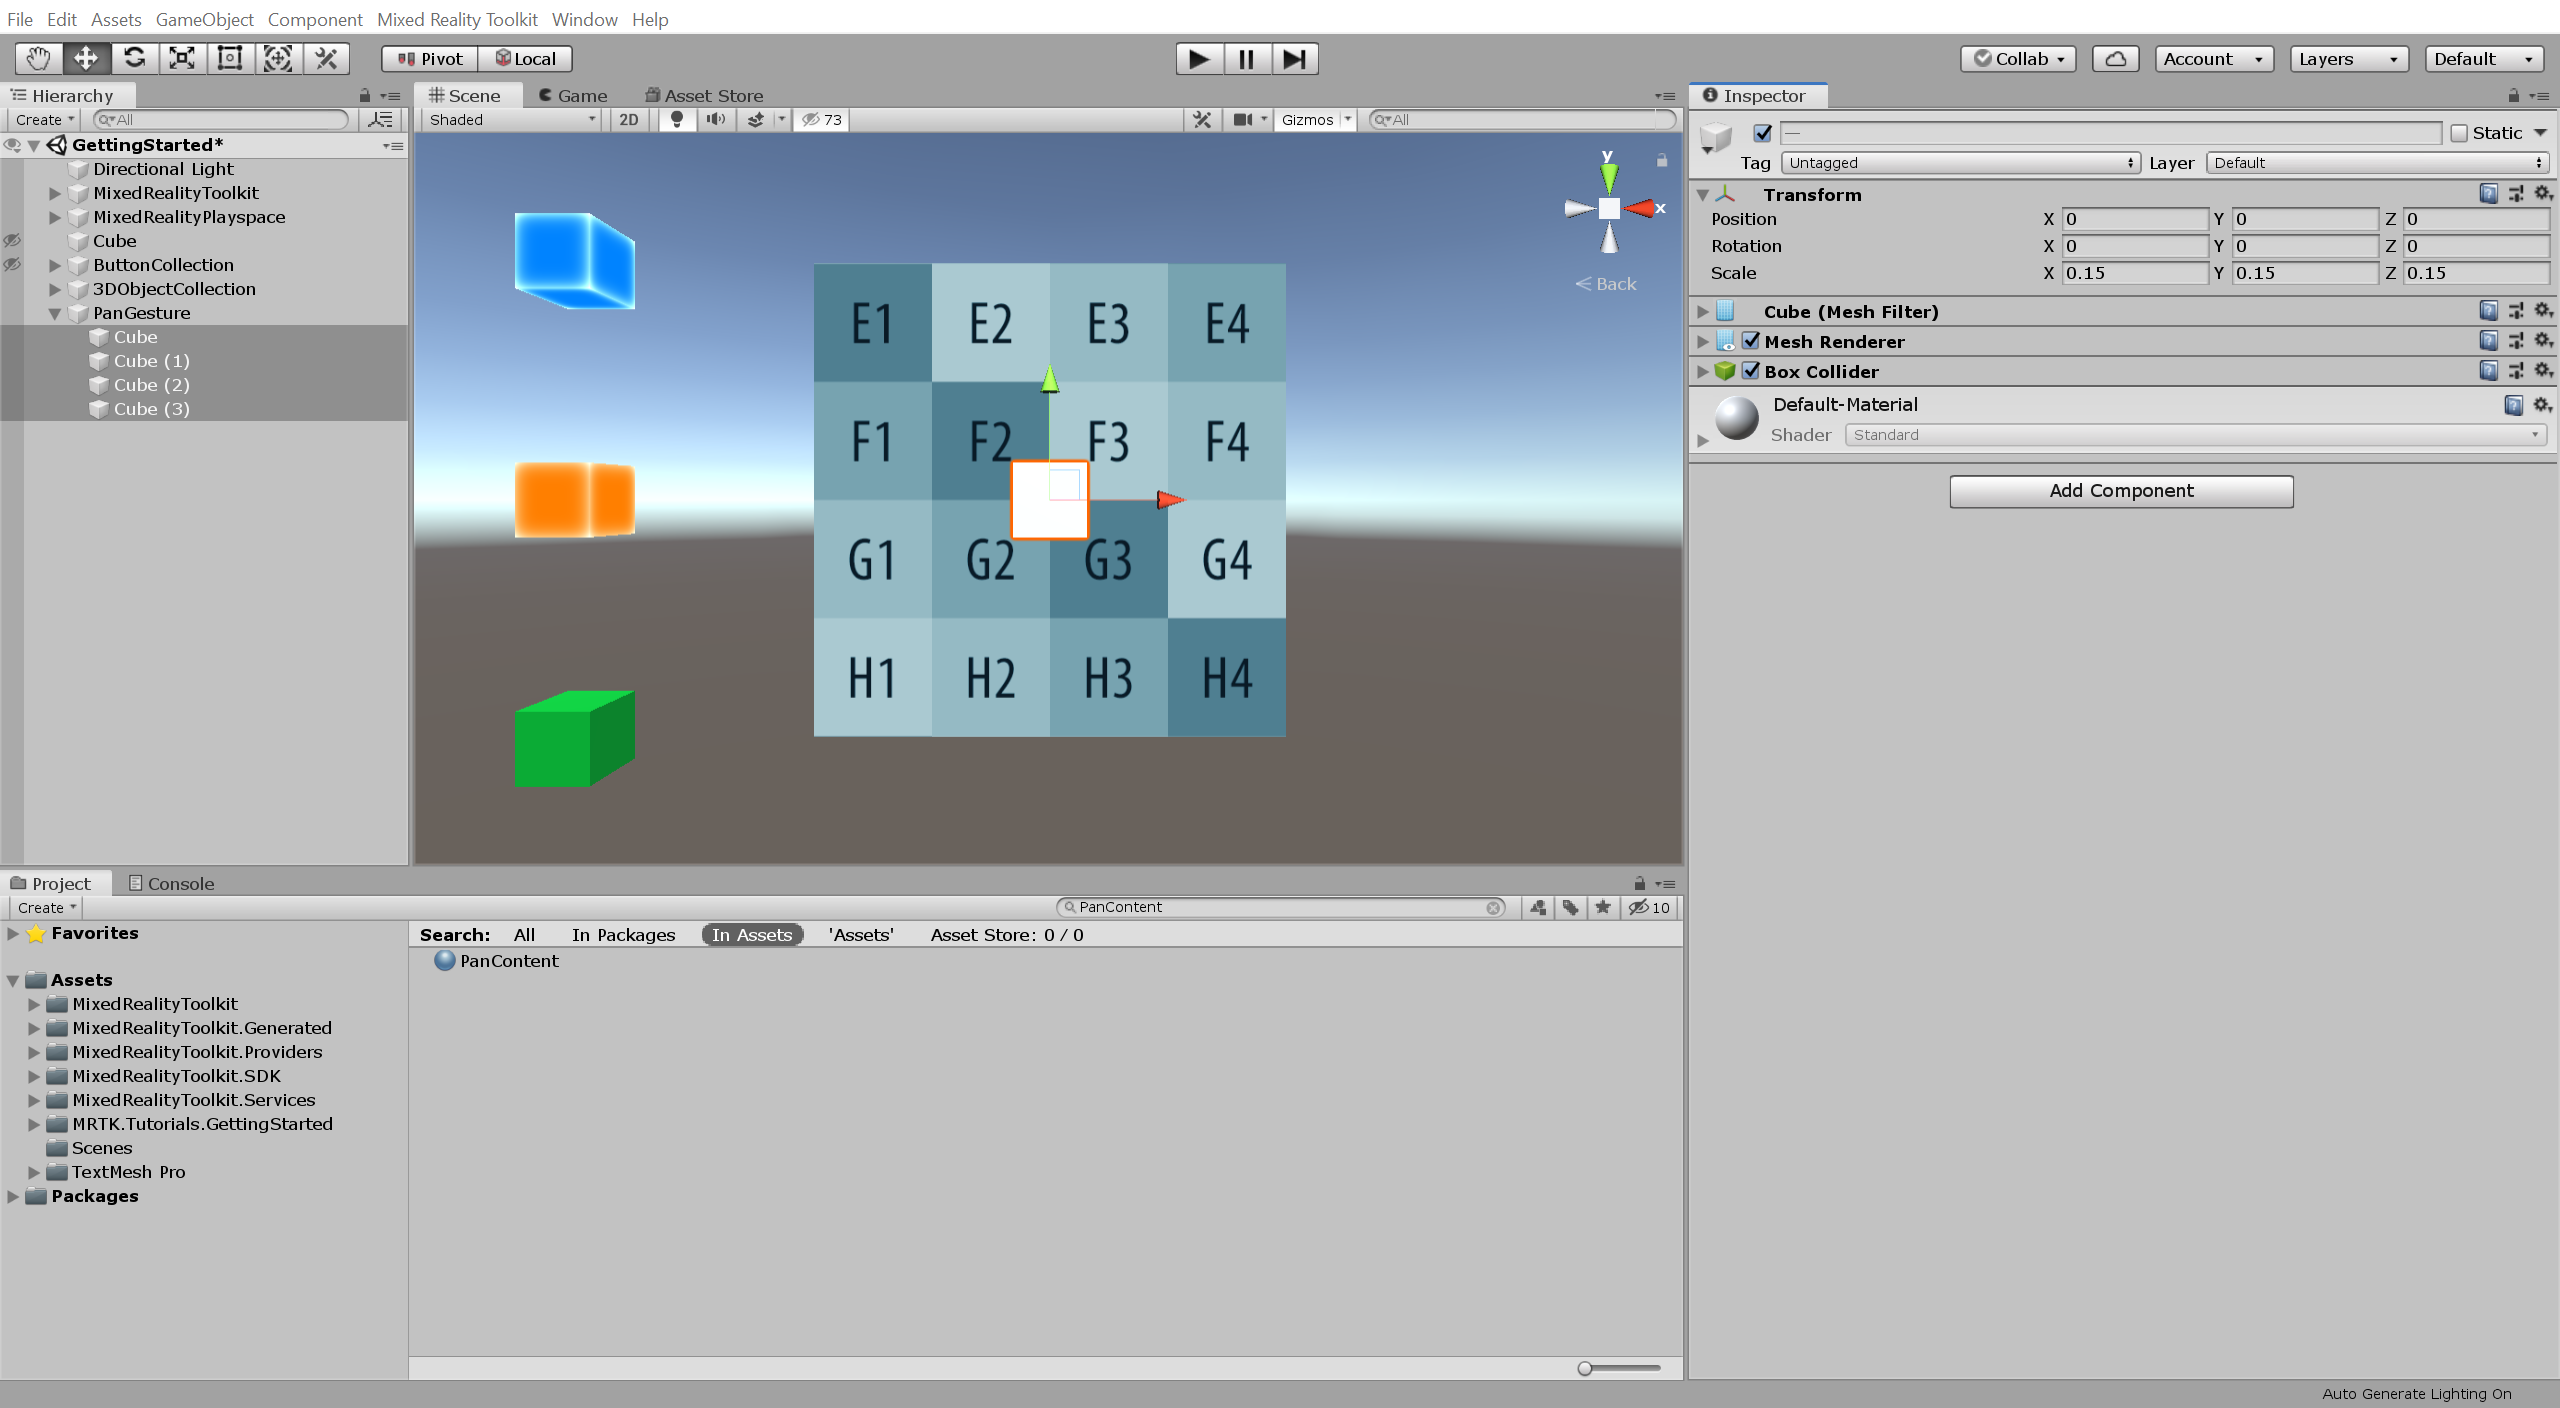 File Edit Assets GameObject Component Mixed Reality Toolkit Window Help
Pivot Local Collab Account Layers Default
Hierarchy
Create All
GettingStarted*
Directional Light
MixedRealityToolkit
MixedRealityPlayspace
Cube
ButtonCollection
3DObjectCollection
PanGesture
Cube
Cube (1)
Cube (2)
Cube (3)
Scene Game Asset Store
Shaded 2D 73 Gizmos All
y
x
< Back
E1 E2 E3 E4
F1 F2 F3 F4
G1 G2 G3 G4
H1 H2 H3 H4
Inspector
— Static
Tag Untagged Layer Default
Transform
Position X 0 Y 0 Z 0
Rotation X 0 Y 0 Z 0
Scale X 0.15 Y 0.15 Z 0.15
Cube (Mesh Filter)
Mesh Renderer
Box Collider
Default-Material
Shader Standard
Add Component
Project Console
Create PanContent 10
Favorites
Assets
MixedRealityToolkit
MixedRealityToolkit.Generated
MixedRealityToolkit.Providers
MixedRealityToolkit.SDK
MixedRealityToolkit.Services
MRTK.Tutorials.GettingStarted
Scenes
TextMesh Pro
Packages
Search: All In Packages In Assets 'Assets' Asset Store: 0 / 0
PanContent
Auto Generate Lighting On